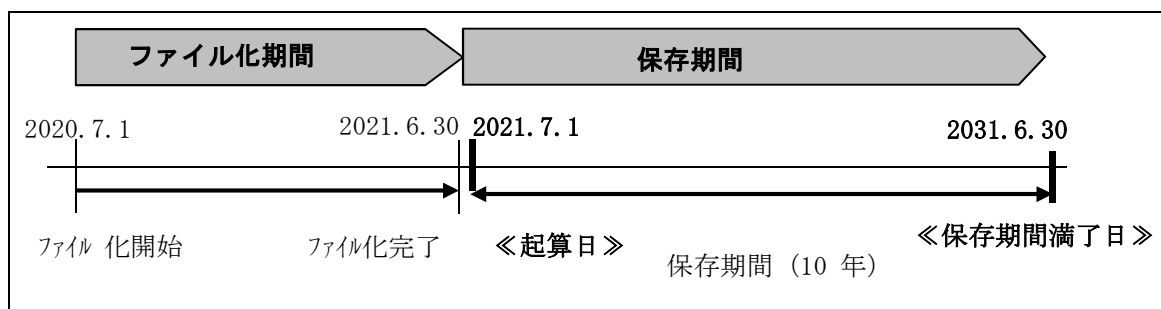 ファイル化期間 保存期間
2020.7.1 2021.6.30 2021.7.1 2031.6.30
ﾌｧｲﾙ 化開始 ﾌｧｲﾙ化完了 ≪起算日≫ ≪保存期間満了日≫
保存期間 (10 年)